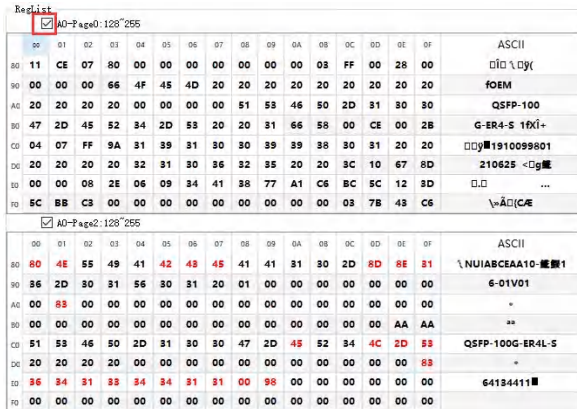 RegList
A0-Page0:128~255
00 01 02 03 04 05 06 07 08 09 0A 0B 0C 0D 0E 0F ASCII
80 11 CE 07 80 00 00 00 00 00 00 03 FF 00 28 00
90 00 00 00 66 4F 45 4D 20 20 20 20 20 20 20 20 20 fOEM
A0 20 20 20 20 00 00 00 00 51 53 46 50 2D 31 30 30 QSFP-100
B0 47 2D 45 52 34 2D 53 20 20 31 66 58 00 CE 00 2B G-ER4-S 1fXÎ+
C0 04 07 FF 9A 31 39 31 30 30 39 39 38 30 31 20 20 □□ÿ■1910099801
D0 20 20 20 20 32 31 30 36 32 35 20 20 3C 10 67 8D 210625 <□g
E0 00 00 08 2E 06 09 34 41 38 77 A1 C6 BC 5C 12 3D □.□ ...
F0 5C BB C3 00 00 00 00 00 00 00 00 00 03 7B 43 C6 \»Ã□{CÆ
A0-Page2:128~255
00 01 02 03 04 05 06 07 08 09 0A 0B 0C 0D 0E 0F ASCII
80 80 4E 55 49 41 42 43 45 41 41 31 30 2D 8D 8E 31
90 36 2D 30 31 56 30 31 20 01 00 00 00 00 00 00 00 6-01V01
A0 00 83 00 00 00 00 00 00 00 00 00 00 00 00 00 00
B0 00 00 00 00 00 00 00 00 00 00 00 00 00 00 AA AA ªª
C0 51 53 46 50 2D 31 30 30 47 2D 45 52 34 4C 2D 53 QSFP-100G-ER4L-S
D0 20 20 20 20 00 00 00 00 00 00 00 00 00 00 00 83
E0 36 34 31 33 34 34 31 31 00 98 00 00 00 00 00 00 64134411■
F0 00 00 00 00 00 00 00 00 00 00 00 00 00 00 00 00